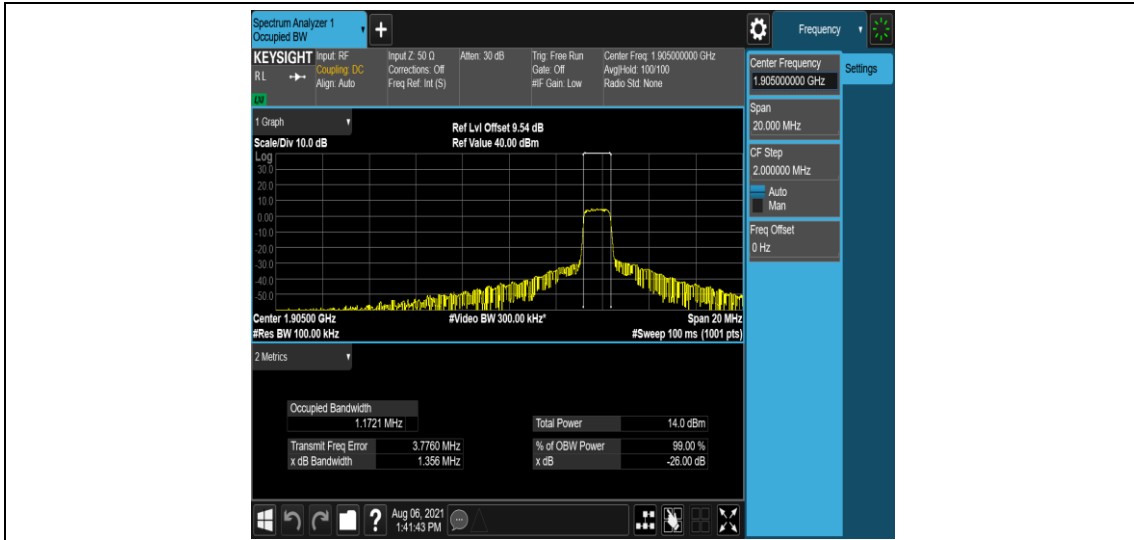 Spectrum Analyzer 1
Occupied BW
+
Frequency
KEYSIGHT
RL
Input: RF
Coupling: DC
Align: Auto
Input Z: 50 Ω
Corrections: Off
Freq Ref: Int (S)
Atten: 30 dB
Trig: Free Run
Gate: Off
#IF Gain: Low
Center Freq: 1.905000000 GHz
Avg|Hold: 100/100
Radio Std: None
Center Frequency
1.905000000 GHz
Settings
Span
20.000 MHz
CF Step
2.000000 MHz
Auto
Man
Freq Offset
0 Hz
1 Graph
Scale/Div 10.0 dB
Ref Lvl Offset 9.54 dB
Ref Value 40.00 dBm
Log
30.0
20.0
10.0
0.00
-10.0
-20.0
-30.0
-40.0
-50.0
Center 1.90500 GHz
#Video BW 300.00 kHz*
Span 20 MHz
#Res BW 100.00 kHz
#Sweep 100 ms (1001 pts)
2 Metrics
Occupied Bandwidth
1.1721 MHz
Total Power 14.0 dBm
Transmit Freq Error 3.7760 MHz
% of OBW Power 99.00 %
x dB Bandwidth 1.356 MHz
x dB -26.00 dB
?
Aug 06, 2021
1:41:43 PM